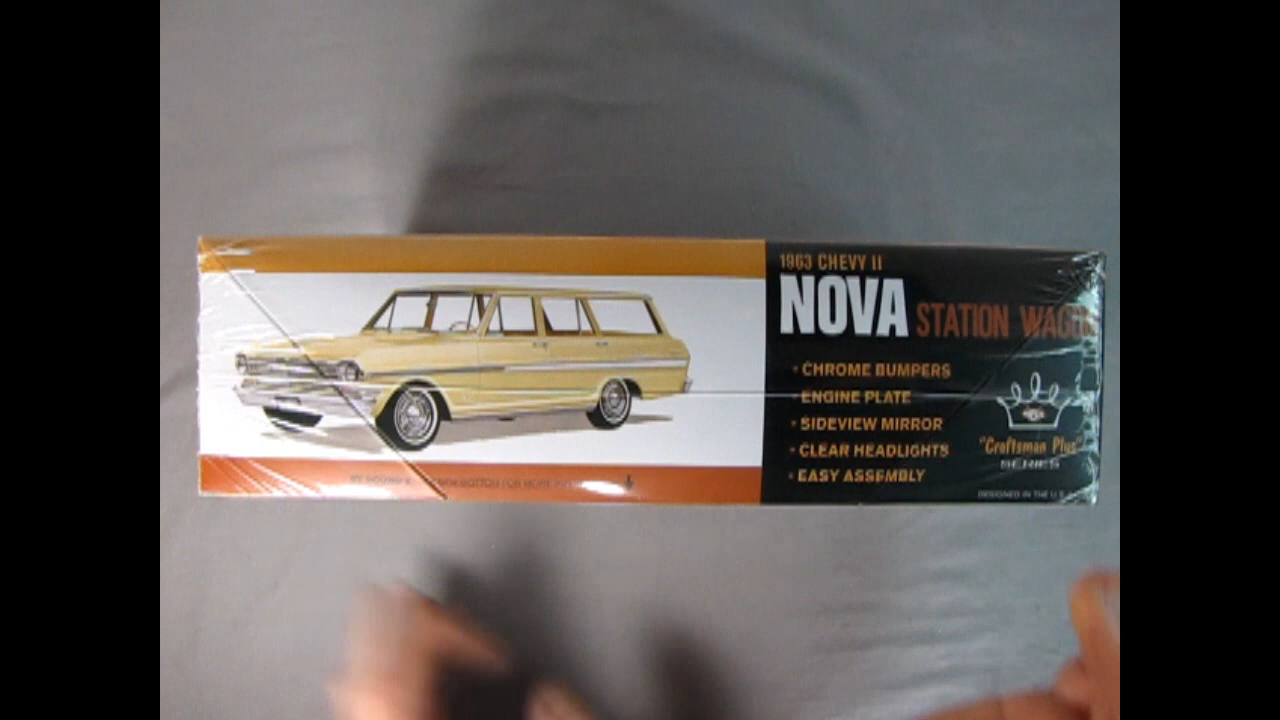 1963 CHEVY II
NOVA STATION WAGON
• CHROME BUMPERS
• ENGINE PLATE
• SIDEVIEW MIRROR
• CLEAR HEADLIGHTS
• EASY ASSEMBLY
"Craftsman Plus"
SERIES
DESIGNED IN THE U.S.